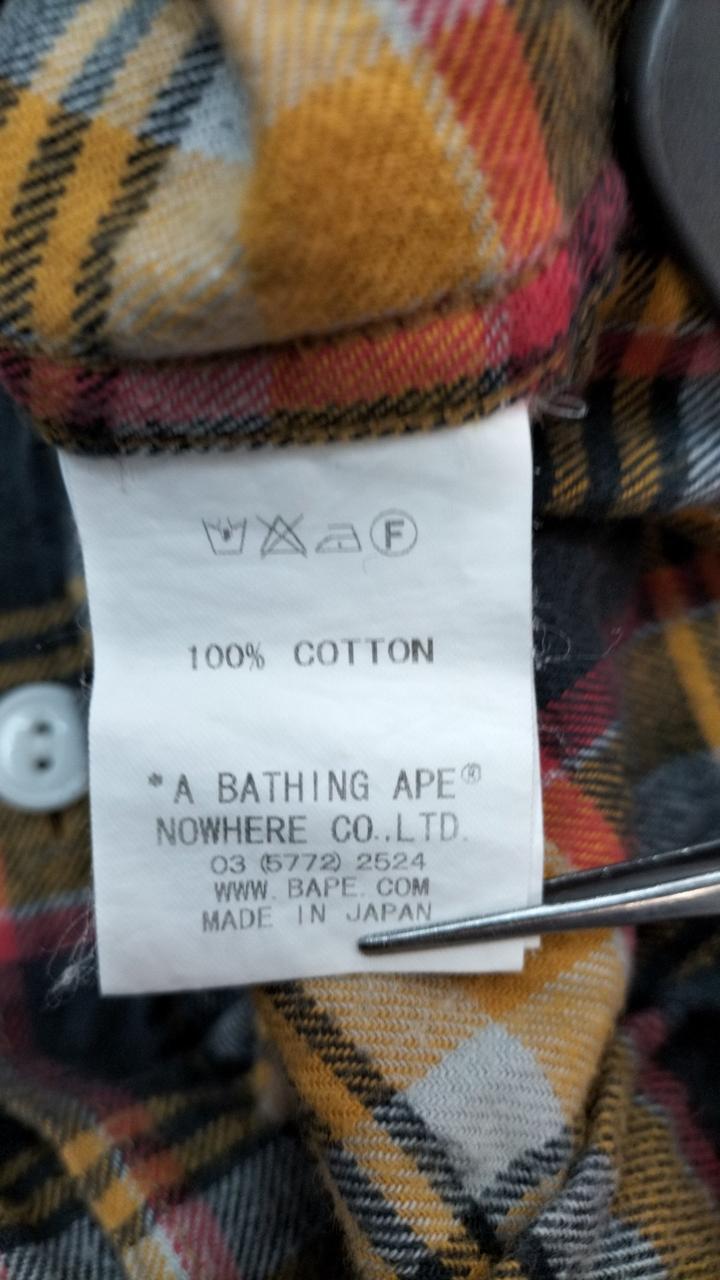 F
100% COTTON
*A BATHING APE®
NOWHERE CO.,LTD.
03 (5772) 2524
WWW. BAPE. COM
MADE IN JAPAN